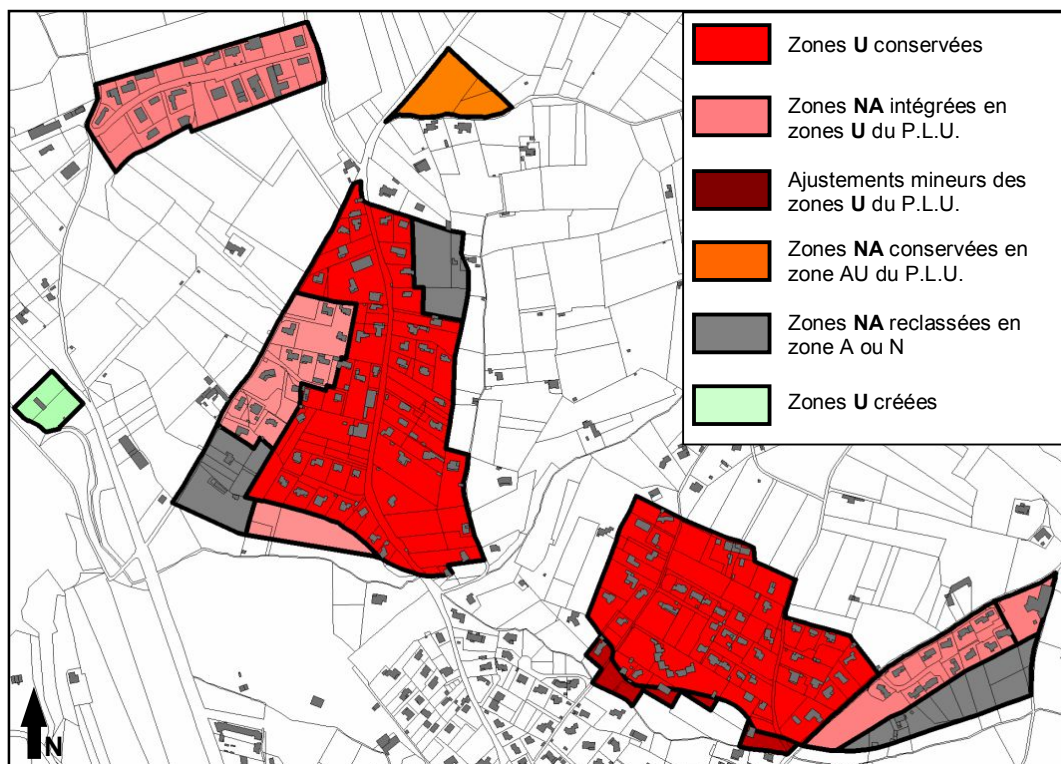 Zones U conservées
Zones NA intégrées en
zones U du P.L.U.
Ajustements mineurs des
zones U du P.L.U.
Zones NA conservées en
zone AU du P.L.U.
Zones NA reclassées en
zone A ou N
Zones U créées
N